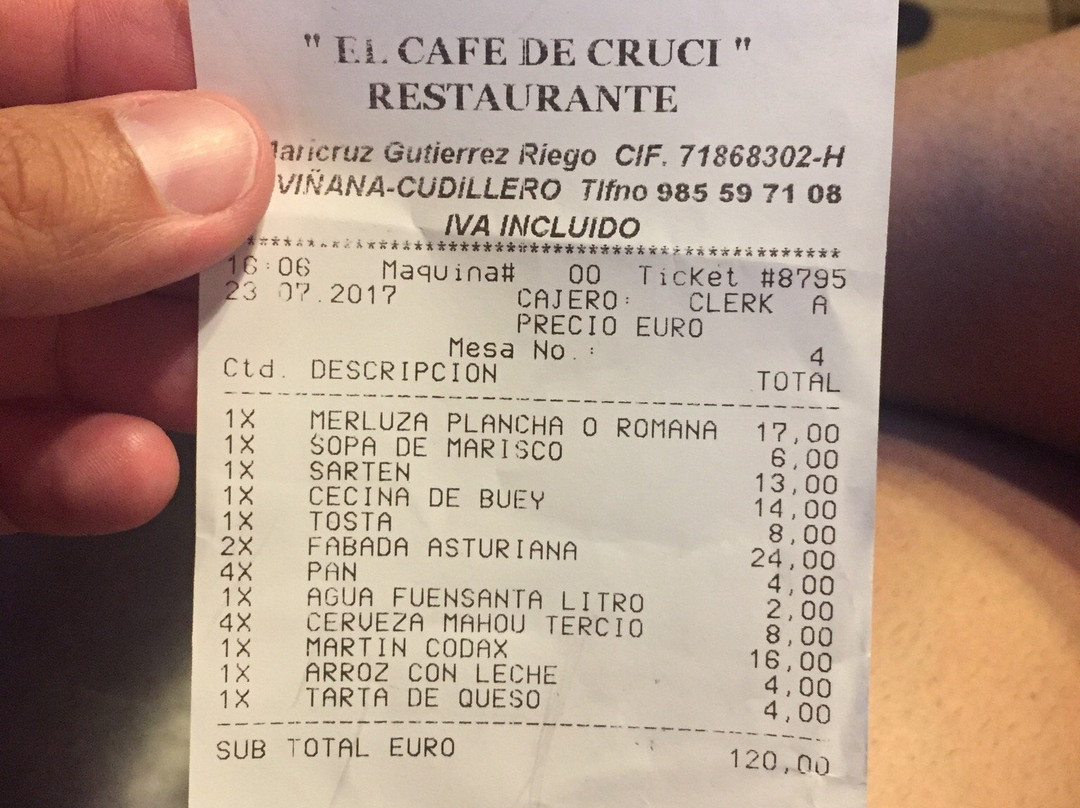 " EL CAFE DE CRUCI "
RESTAURANTE
aricruz Gutierrez Riego CIF. 71868302-H
VIÑANA-CUDILLERO Tlfno 985 59 71 08
IVA INCLUIDO
****************************************************
16:06 Maquina# 00 Ticket #8795
23 07.2017 CAJERO: CLERK A
PRECIO EURO
Mesa No.: 4
Ctd. DESCRIPCION TOTAL
1X MERLUZA PLANCHA O ROMANA 17,00
1X SOPA DE MARISCO 6,00
1X SARTEN 13,00
1X CECINA DE BUEY 14,00
1X TOSTA 8,00
2X FABADA ASTURIANA 24,00
4X PAN 4,00
1X AGUA FUENSANTA LITRO 2,00
4X CERVEZA MAHOU TERCIO 8,00
1X MARTIN CODAX 16,00
1X ARROZ CON LECHE 4,00
1X TARTA DE QUESO 4,00
SUB TOTAL EURO 120,00